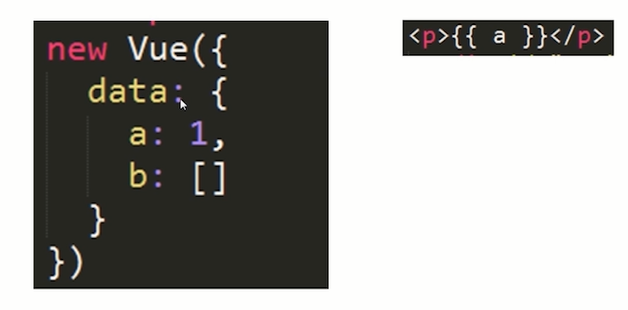 new Vue({
  data: {
    a: 1,
    b: []
  }
})
<p>{{ a }}</p>